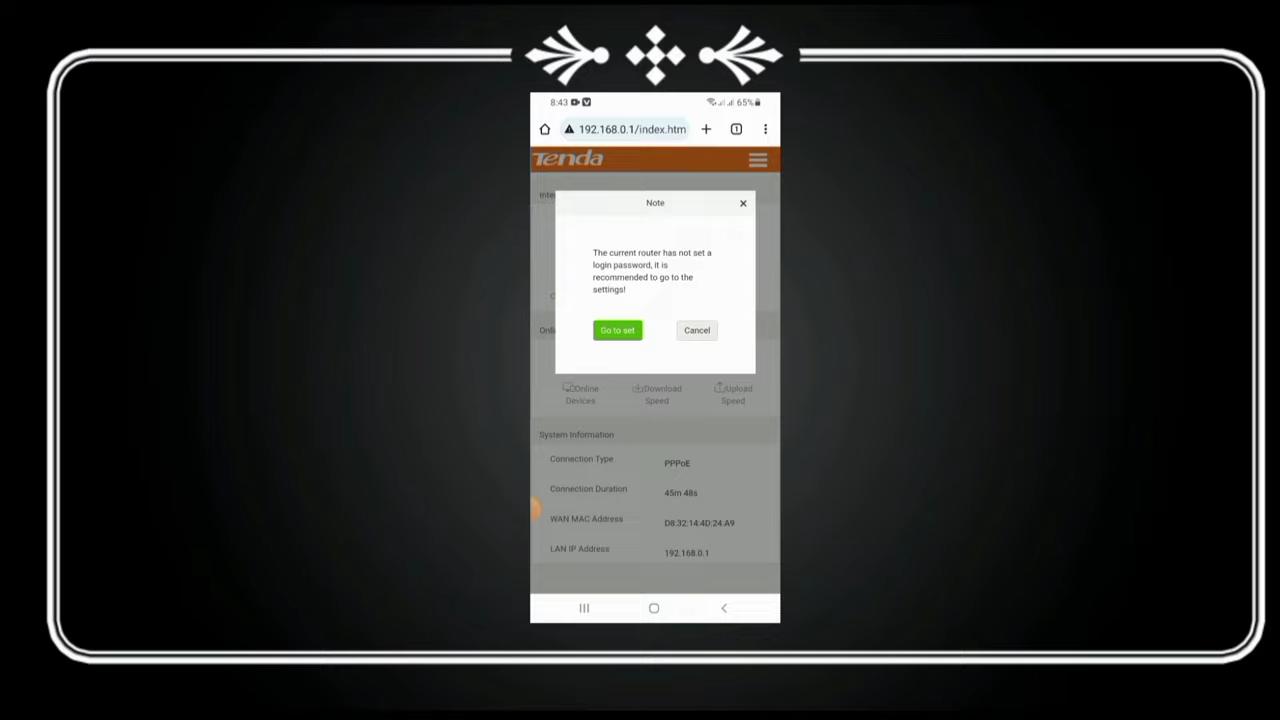 8:43
65%
192.168.0.1/index.htm
1
Tenda
Inte
Note
The current router has not set a
login password, it is
recommended to go to the
settings!
Go to set
Cancel
C
Onli
Online
Devices
Download
Speed
Upload
Speed
System Information
Connection Type
PPPoE
Connection Duration
45m 48s
WAN MAC Address
D8:32:14:4D:24:A9
LAN IP Address
192.168.0.1